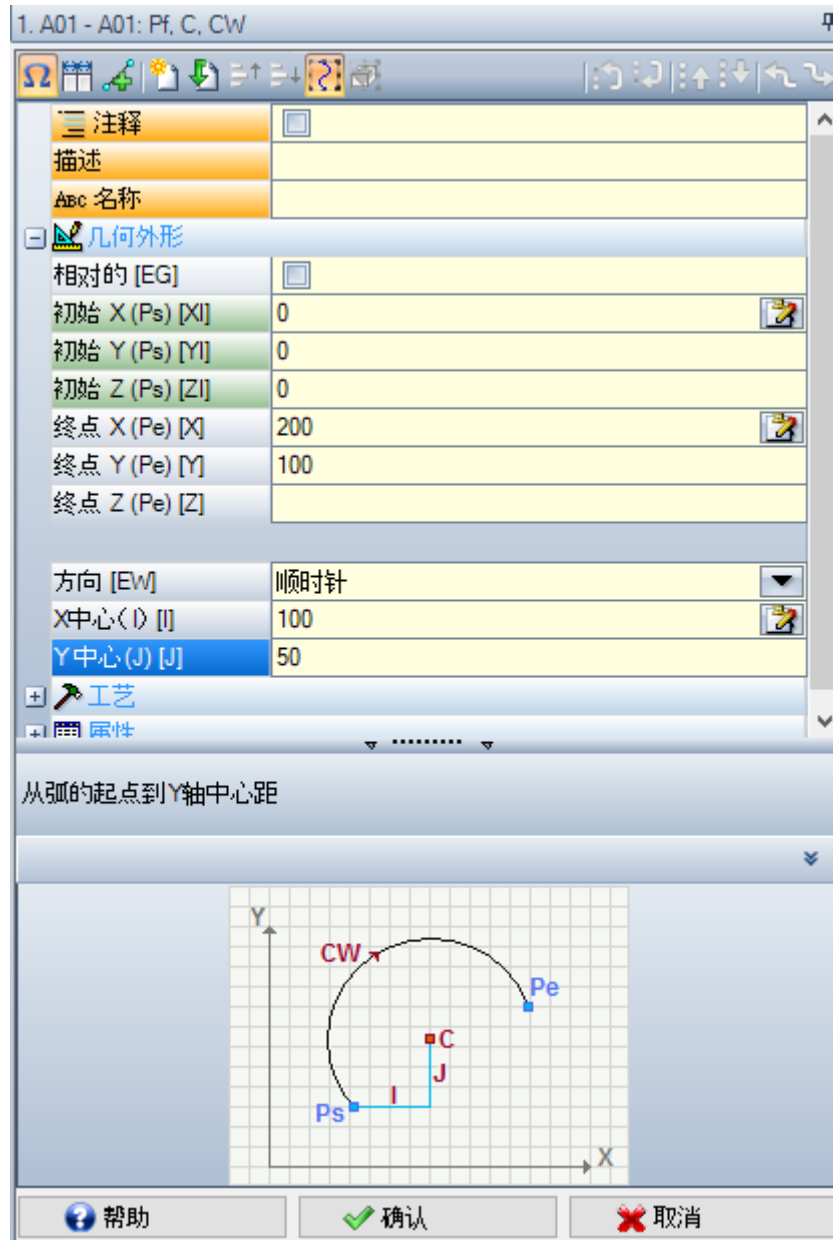 1. A01 - A01: Pf, C, CW
注释
描述
ABC 名称
几何外形
相对的 [EG]
初始 X (Ps) [XI] 0
初始 Y (Ps) [YI] 0
初始 Z (Ps) [ZI] 0
终点 X (Pe) [X] 200
终点 Y (Pe) [Y] 100
终点 Z (Pe) [Z]
方向 [EW] 顺时针
X中心(I) [I] 100
Y中心(J) [J] 50
工艺
属性
从弧的起点到Y轴中心距
Y
CW
Pe
C
J
I
Ps
X
帮助 确认 取消